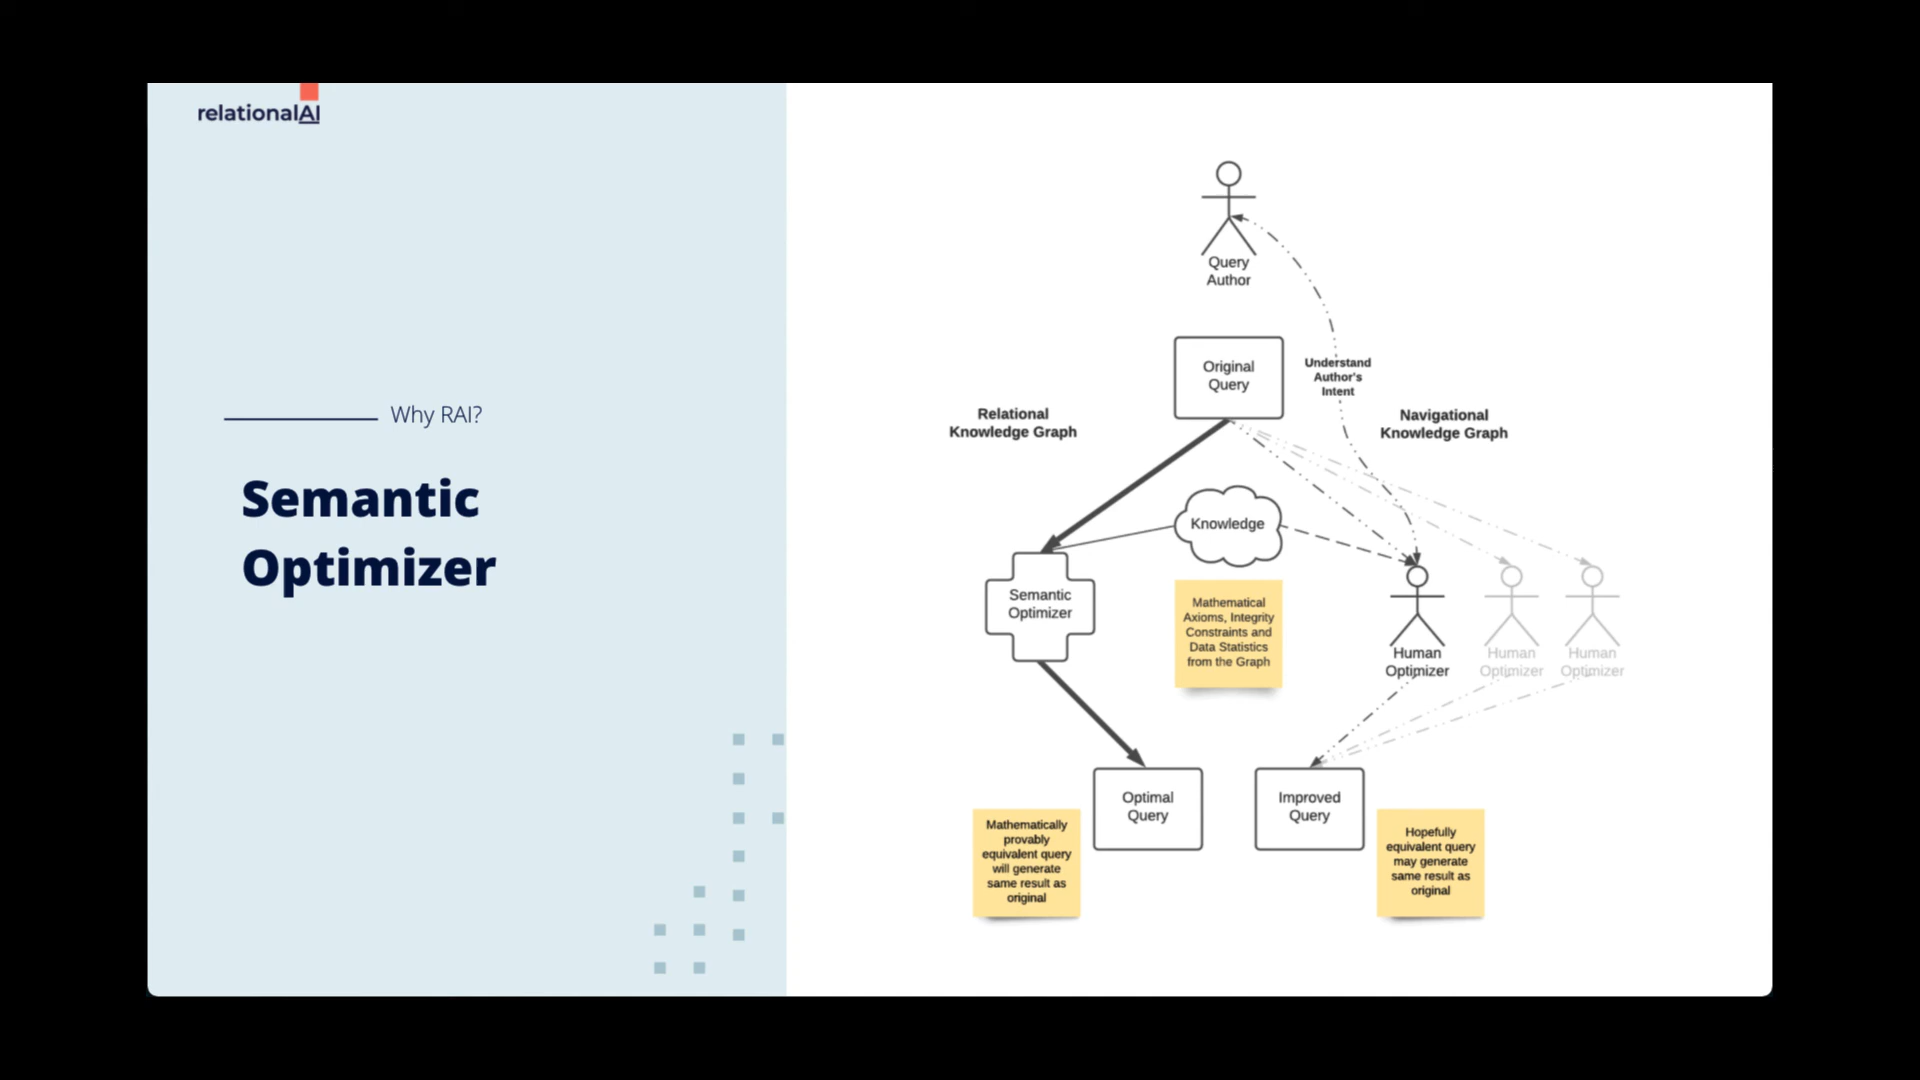 relationalAI
Why RAI?
Semantic
Optimizer
Query
Author
Original
Query
Understand
Author's
Intent
Relational
Knowledge Graph
Navigational
Knowledge Graph
Knowledge
Semantic
Optimizer
Mathematical
Axioms, Integrity
Constraints and
Data Statistics
from the Graph
Human
Optimizer
Human
Optimizer
Human
Optimizer
Optimal
Query
Improved
Query
Mathematically
provably
equivalent query
will generate
same result as
original
Hopefully
equivalent query
may generate
same result as
original